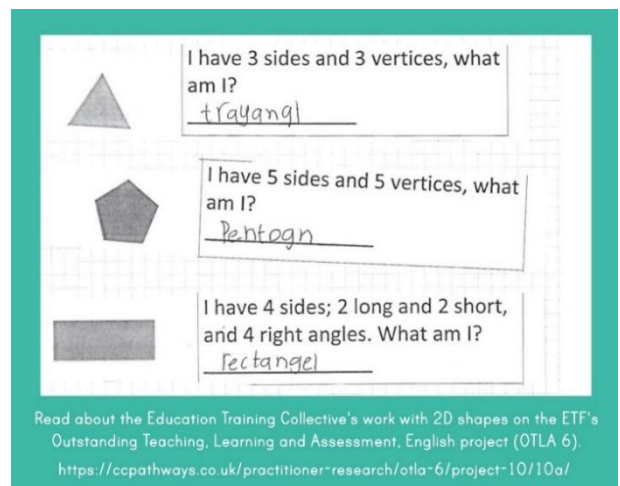 I have 3 sides and 3 vertices, what
am I?
trayangl
I have 5 sides and 5 vertices, what
am I?
Pentogn
I have 4 sides; 2 long and 2 short,
and 4 right angles. What am I?
rectangel
Read about the Education Training Collective's work with 2D shapes on the ETF's
Outstanding Teaching, Learning and Assessment, English project (OTLA 6).
https://ccpathways.co.uk/practitioner-research/otla-6/project-10/10a/